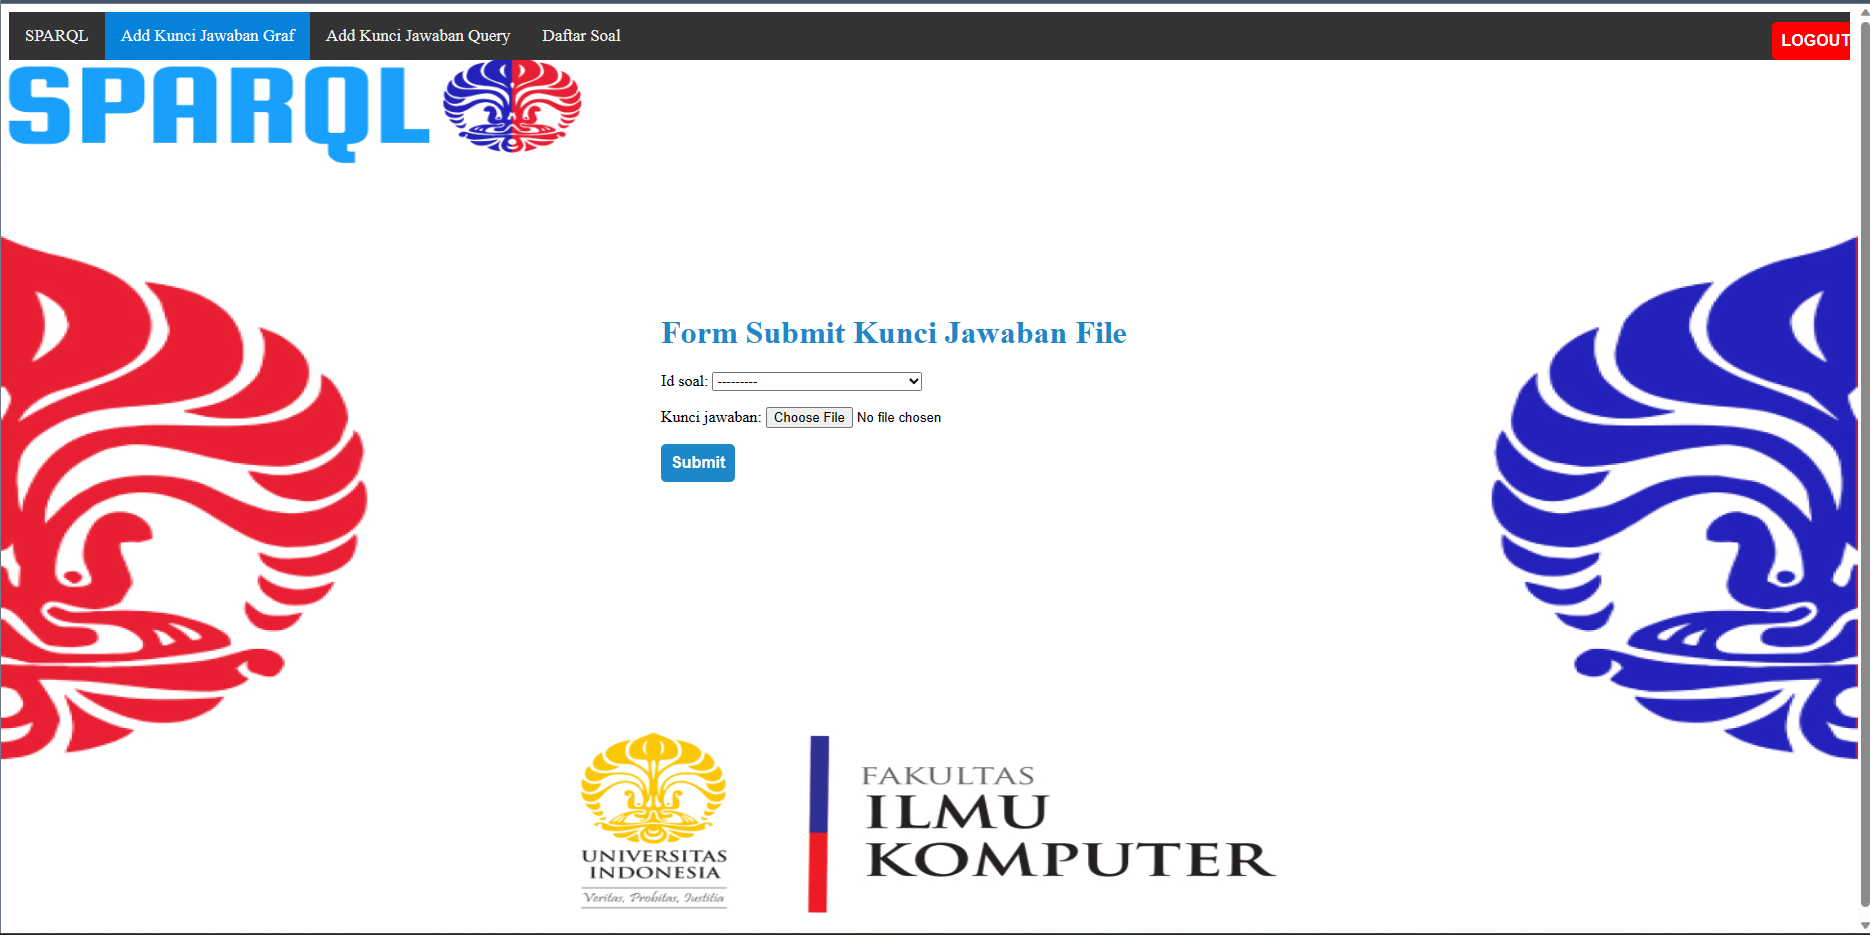 SPARQL Add Kunci Jawaban Graf Add Kunci Jawaban Query Daftar Soal LOGOUT
SPARQL
Form Submit Kunci Jawaban File
Id soal: ---------
Kunci jawaban: Choose File No file chosen
Submit
UNIVERSITAS
INDONESIA
Veritas, Probitas, Iustitia
FAKULTAS
ILMU
KOMPUTER